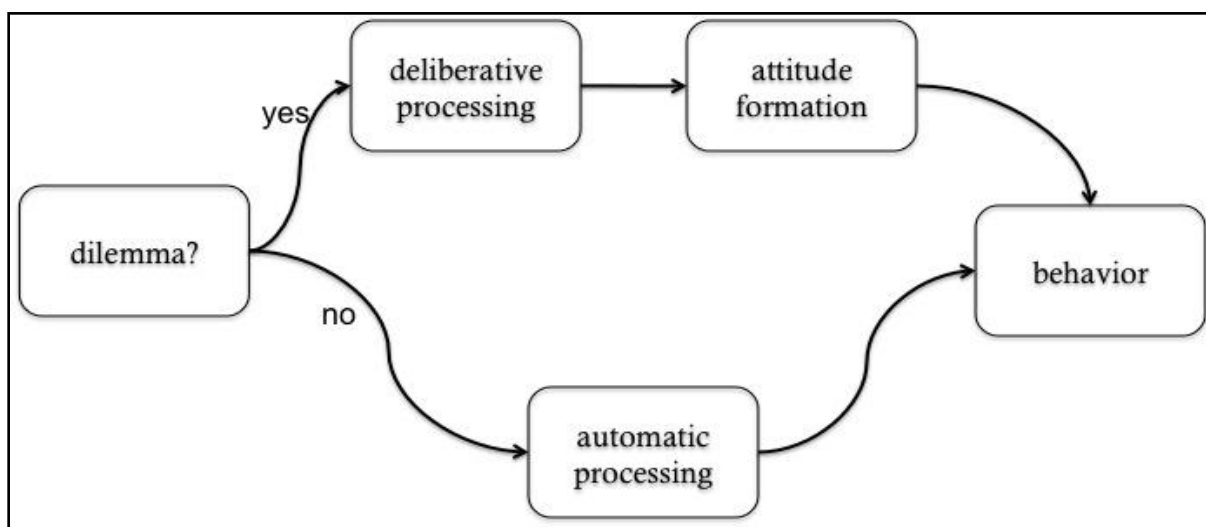 deliberative
processing
attitude
formation
yes
dilemma?
behavior
no
automatic
processing